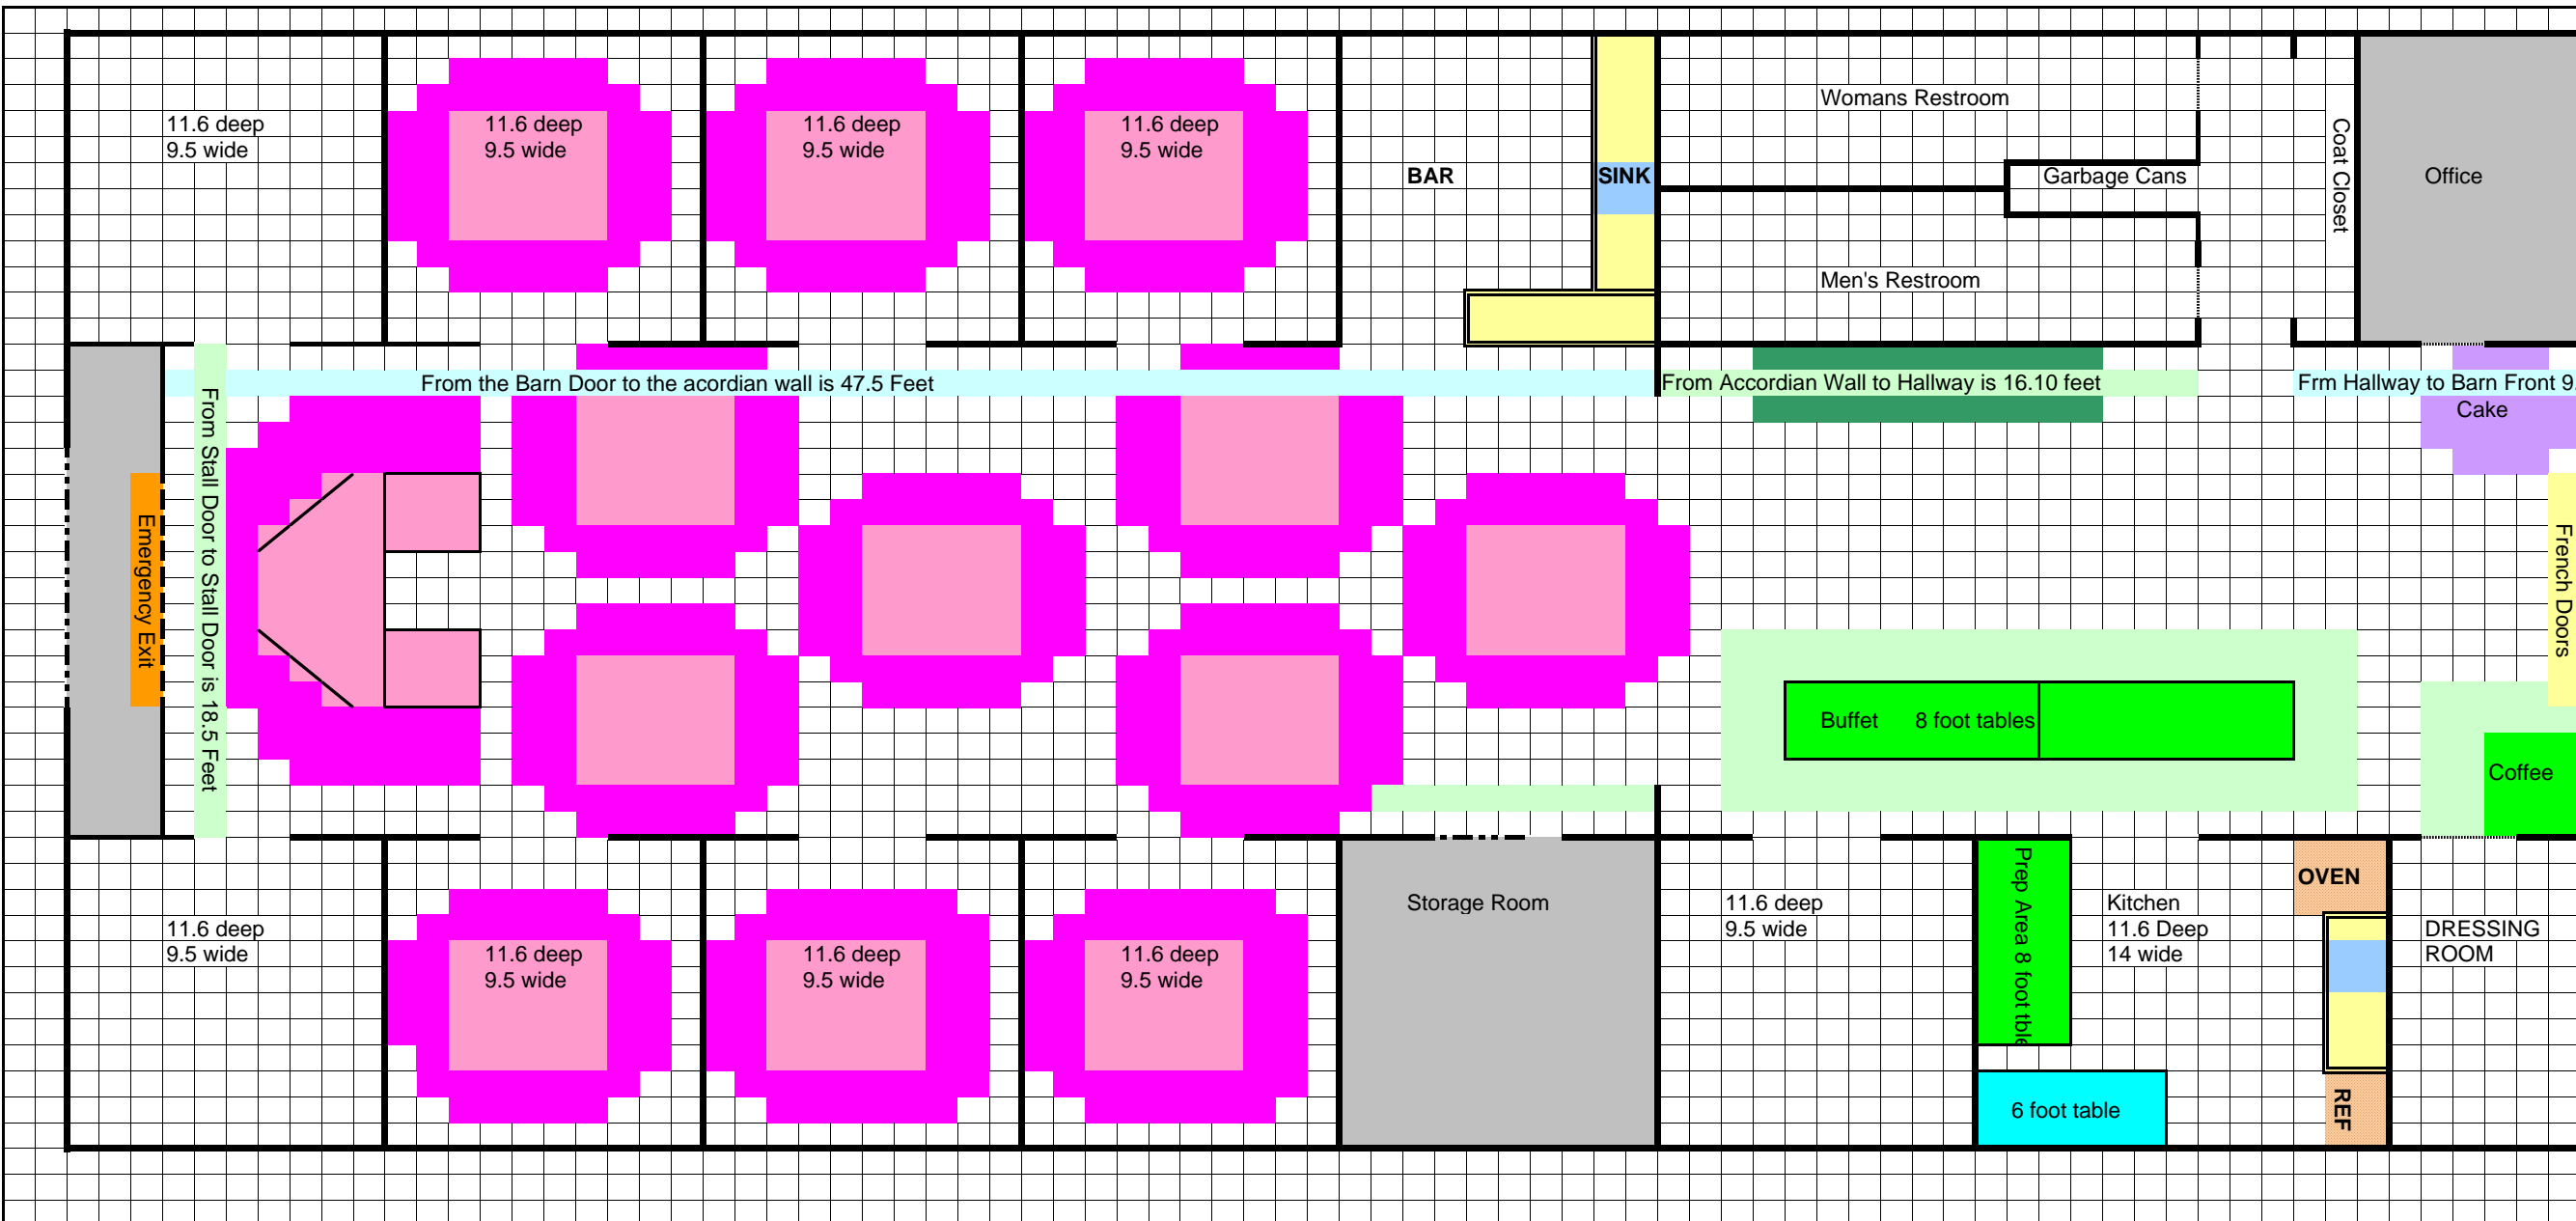 Womans Restroom
11.6 deep
9.5 wide
11.6 deep
9.5 wide
11.6 deep
9.5 wide
11.6 deep
9.5 wide
BAR
SINK
Garbage Cans
Coat Closet
Office
Men's Restroom
From the Barn Door to the acordian wall is 47.5 Feet
From Accordian Wall to Hallway is 16.10 feet
Frm Hallway to Barn Front 9.
Cake
From Stall Door to Stall Door is 18.5 Feet
Emergency Exit
French Doors
Buffet 8 foot tables
Coffee
OVEN
Prep Area 8 foot tble
Storage Room
11.6 deep
9.5 wide
Kitchen
11.6 Deep
14 wide
11.6 deep
9.5 wide
DRESSING
ROOM
11.6 deep
9.5 wide
11.6 deep
9.5 wide
11.6 deep
9.5 wide
6 foot table
REF